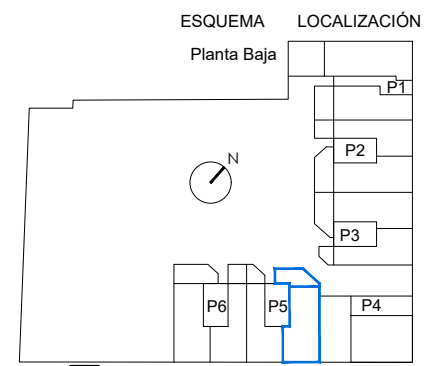 ESQUEMA LOCALIZACIÓN
Planta Baja
P1
P2
N
P3
P6 P5 P4